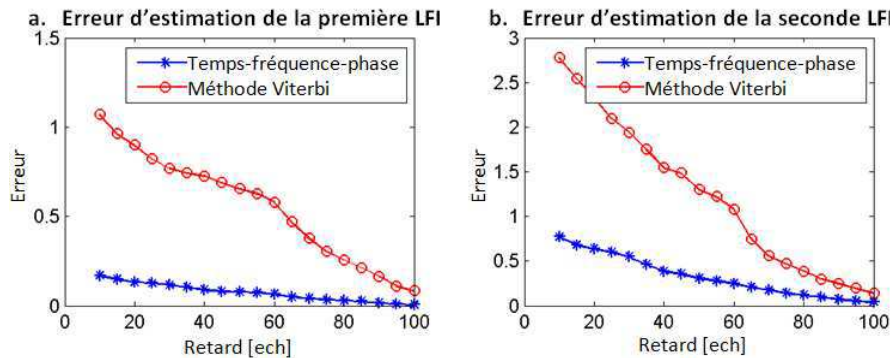 a. Erreur d'estimation de la première LFI
1.5
1
0.5
0
Erreur
Temps-fréquence-phase
Méthode Viterbi
0 20 40 60 80 100
Retard [ech]
b. Erreur d'estimation de la seconde LFI
3
2.5
2
1.5
1
0.5
0
Erreur
Temps-fréquence-phase
Méthode Viterbi
0 20 40 60 80 100
Retard [ech]